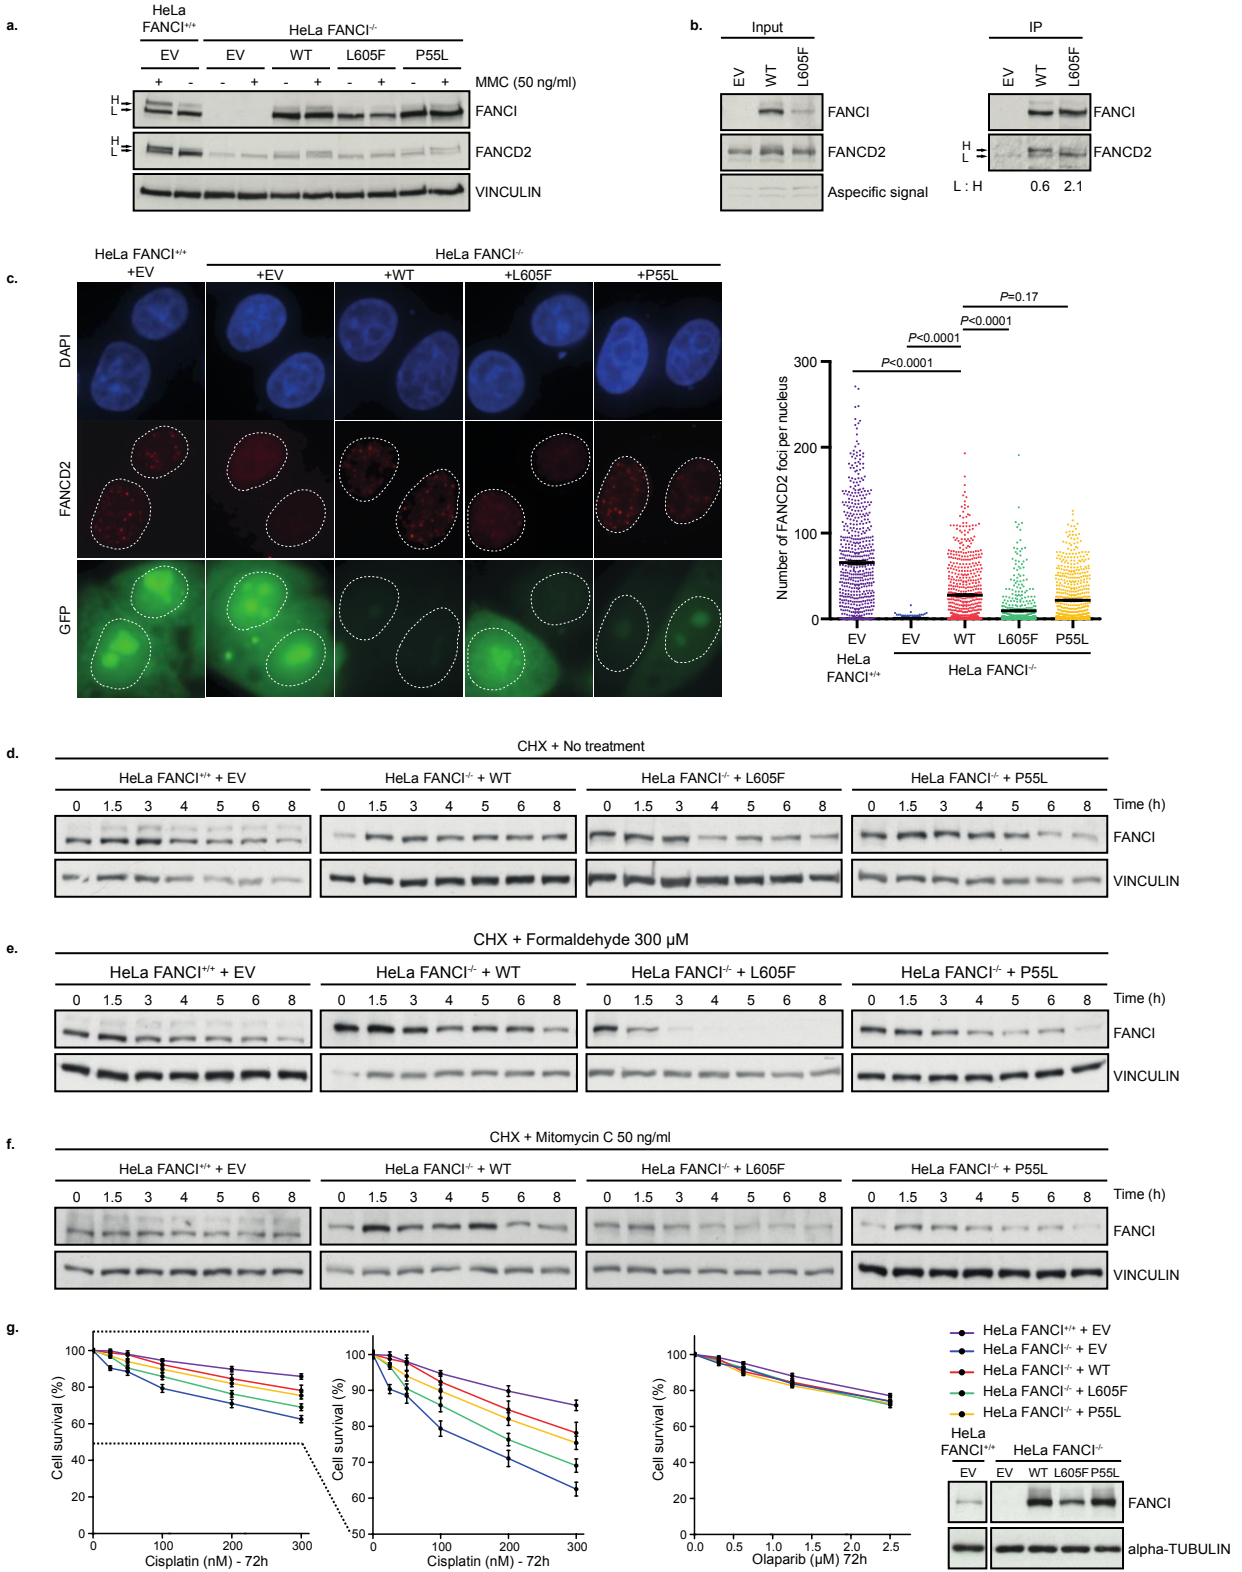 a.
HeLa
FANCI+/+
HeLa FANCI-/-
EV EV WT L605F P55L
+ - - + - + - + - + MMC (50 ng/ml)
H
L
FANCI
H
L
FANCD2
VINCULIN
b.
Input IP
EV WT L605F EV WT L605F
FANCI FANCI
FANCD2 H L FANCD2
Aspecific signal L : H 0.6 2.1
c.
HeLa FANCI+/+
+EV
HeLa FANCI-/-
+EV +WT +L605F +P55L
DAPI
FANCD2
GFP
P=0.17
P<0.0001
P<0.0001
P<0.0001
Number of FANCD2 foci per nucleus
300
200
100
0
EV EV WT L605F P55L
HeLa
FANCI+/+
HeLa FANCI-/-
d.
CHX + No treatment
HeLa FANCI+/+ + EV HeLa FANCI-/- + WT HeLa FANCI-/- + L605F HeLa FANCI-/- + P55L
0 1.5 3 4 5 6 8 0 1.5 3 4 5 6 8 0 1.5 3 4 5 6 8 0 1.5 3 4 5 6 8 Time (h)
FANCI
VINCULIN
e.
CHX + Formaldehyde 300 µM
HeLa FANCI+/+ + EV HeLa FANCI-/- + WT HeLa FANCI-/- + L605F HeLa FANCI-/- + P55L
0 1.5 3 4 5 6 8 0 1.5 3 4 5 6 8 0 1.5 3 4 5 6 8 0 1.5 3 4 5 6 8 Time (h)
FANCI
VINCULIN
f.
CHX + Mitomycin C 50 ng/ml
HeLa FANCI+/+ + EV HeLa FANCI-/- + WT HeLa FANCI-/- + L605F HeLa FANCI-/- + P55L
0 1.5 3 4 5 6 8 0 1.5 3 4 5 6 8 0 1.5 3 4 5 6 8 0 1.5 3 4 5 6 8 Time (h)
FANCI
VINCULIN
g.
Cell survival (%)
100
80
60
40
20
0
0 100 200 300
Cisplatin (nM) - 72h
Cell survival (%)
100
90
80
70
60
50
0 100 200 300
Cisplatin (nM) - 72h
Cell survival (%)
100
80
60
40
20
0
0.0 0.5 1.0 1.5 2.0 2.5
Olaparib (µM) 72h
HeLa FANCI+/+ + EV
HeLa FANCI-/- + EV
HeLa FANCI-/- + WT
HeLa FANCI-/- + L605F
HeLa FANCI-/- + P55L
HeLa
FANCI+/+
HeLa FANCI-/-
EV EV WT L605F P55L
FANCI
alpha-TUBULIN